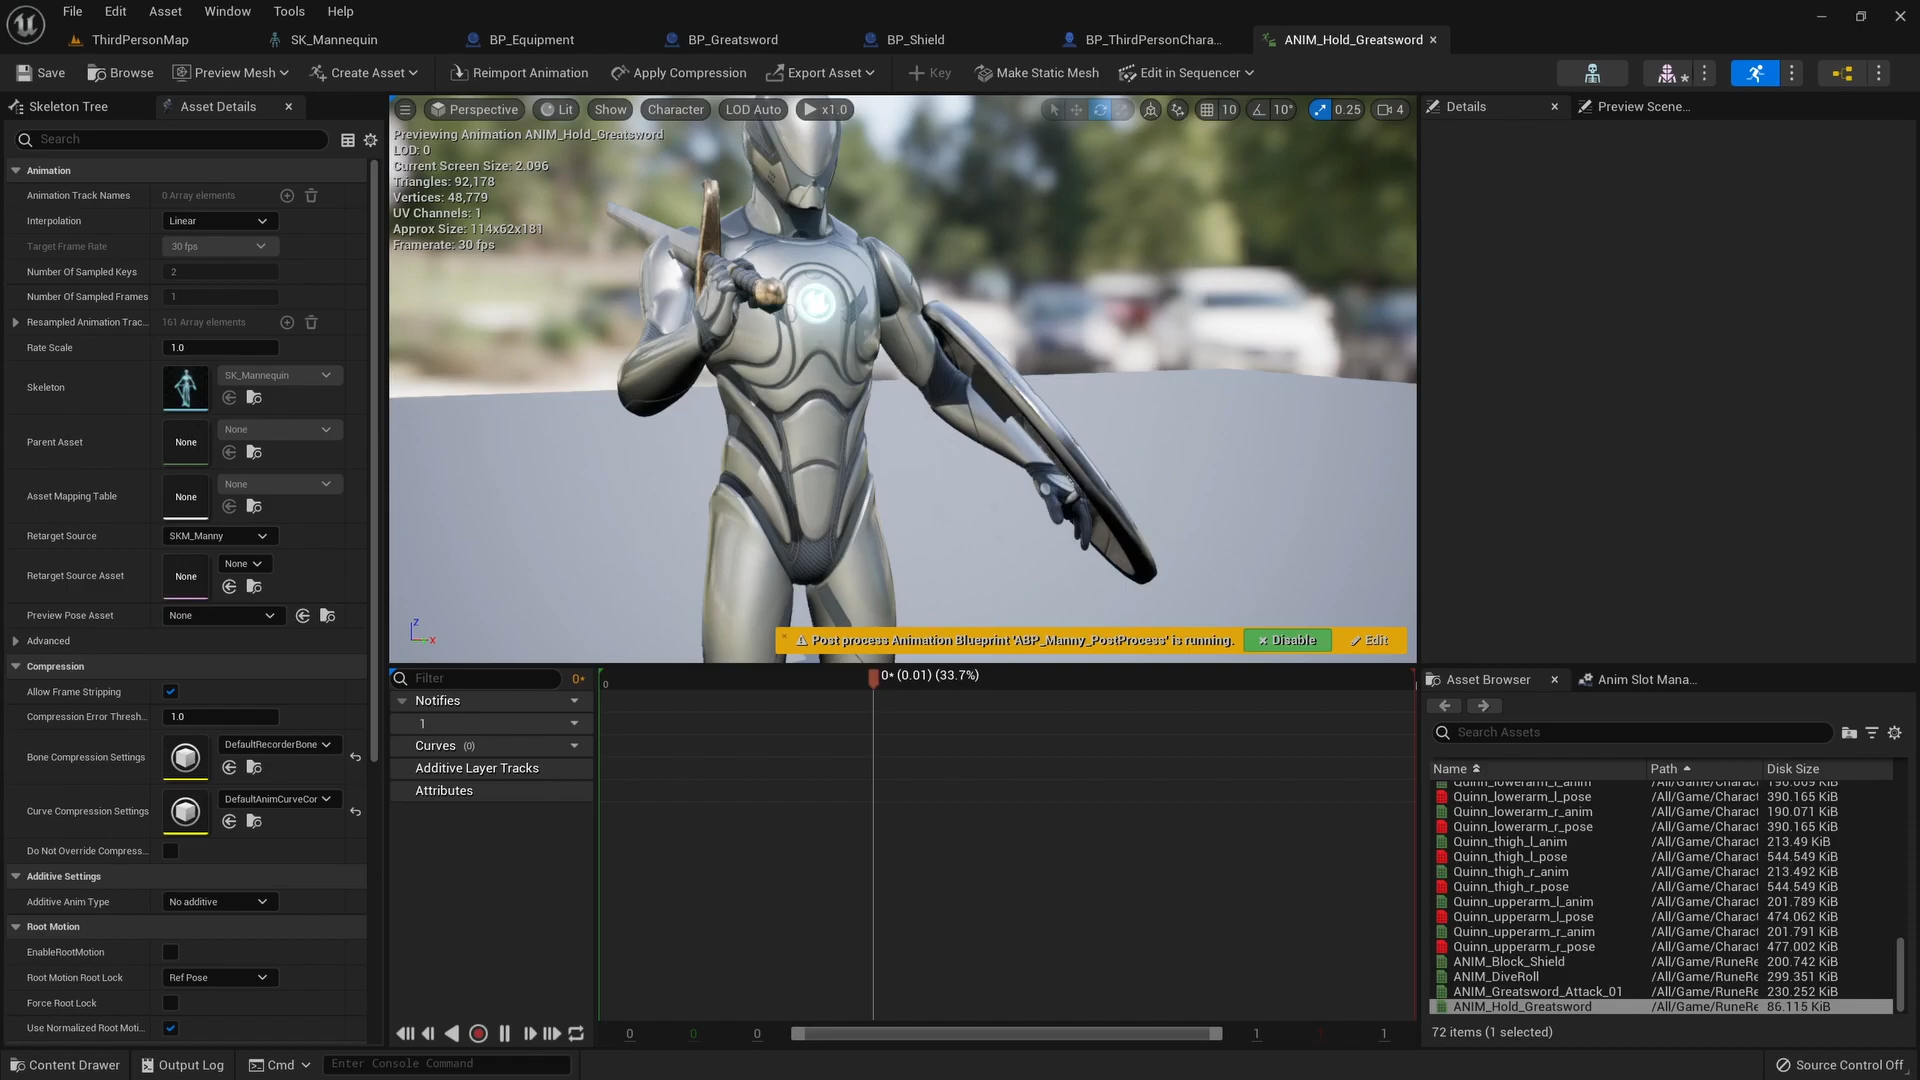 File Edit Asset Window Tools Help
ThirdPersonMap SK_Mannequin BP_Equipment BP_Greatsword BP_Shield BP_ThirdPersonChara... ANIM_Hold_Greatsword
Save Browse Preview Mesh Create Asset Reimport Animation Apply Compression Export Asset Key Make Static Mesh Edit in Sequencer
Skeleton Tree Asset Details
Search
Animation
Animation Track Names 0 Array elements
Interpolation Linear
Target Frame Rate 30 fps
Number Of Sampled Keys 2
Number Of Sampled Frames 1
Resampled Animation Trac... 161 Array elements
Rate Scale 1.0
Skeleton SK_Mannequin
Parent Asset None None
Asset Mapping Table None None
Retarget Source SKM_Manny
Retarget Source Asset None None
Preview Pose Asset None
Advanced
Compression
Allow Frame Stripping
Compression Error Thresh... 1.0
Bone Compression Settings DefaultRecorderBone
Curve Compression Settings DefaultAnimCurveCor
Do Not Override Compress...
Additive Settings
Additive Anim Type No additive
Root Motion
EnableRootMotion
Root Motion Root Lock Ref Pose
Force Root Lock
Use Normalized Root Moti...
Perspective Lit Show Character LOD Auto x1.0 10 10° 0.25 4
Previewing Animation ANIM_Hold_Greatsword
LOD: 0
Current Screen Size: 2.096
Triangles: 92,178
Vertices: 48,779
UV Channels: 1
Approx Size: 114x62x181
Framerate: 30 fps
Z
X
Post process Animation Blueprint 'ABP_Manny_PostProcess' is running. Disable Edit
Filter 0* 0 0* (0.01) (33.7%)
Notifies
1
Curves (0)
Additive Layer Tracks
Attributes
0 0 0 1 1 1
Details Preview Scene...
Asset Browser Anim Slot Mana...
Search Assets
Name Path Disk Size
Quinn_lowerarm_l_anim /All/Game/Charact 190.069 KiB
Quinn_lowerarm_l_pose /All/Game/Charact 390.165 KiB
Quinn_lowerarm_r_anim /All/Game/Charact 190.071 KiB
Quinn_lowerarm_r_pose /All/Game/Charact 390.165 KiB
Quinn_thigh_l_anim /All/Game/Charact 213.49 KiB
Quinn_thigh_l_pose /All/Game/Charact 544.549 KiB
Quinn_thigh_r_anim /All/Game/Charact 213.492 KiB
Quinn_thigh_r_pose /All/Game/Charact 544.549 KiB
Quinn_upperarm_l_anim /All/Game/Charact 201.789 KiB
Quinn_upperarm_l_pose /All/Game/Charact 474.062 KiB
Quinn_upperarm_r_anim /All/Game/Charact 201.791 KiB
Quinn_upperarm_r_pose /All/Game/Charact 477.002 KiB
ANIM_Block_Shield /All/Game/RuneRe 200.742 KiB
ANIM_DiveRoll /All/Game/RuneRe 299.351 KiB
ANIM_Greatsword_Attack_01 /All/Game/RuneRe 230.252 KiB
ANIM_Hold_Greatsword /All/Game/RuneRe 86.115 KiB
72 items (1 selected)
Content Drawer Output Log Cmd Enter Console Command Source Control Off